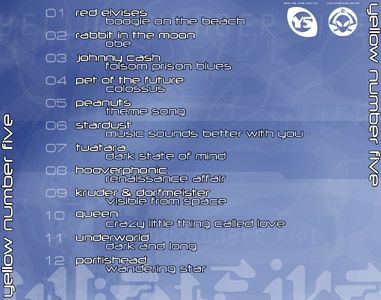 01 red elvises
boogie on the beach
02 rabbit in the moon
obe
03 johnny cash
folsom prison blues
04 pet of the future
colossus
05 peanuts
theme song
06 stardust
music sounds better with you
07 tuatara
dark state of mind
08 hooverphonic
renaissance affair
09 kruder & dorfmeister
visible from space
10 queen
crazy little thing called love
11 underworld
dark and long
12 portishead
wandering star
yellow number five
yellow number five
Y5